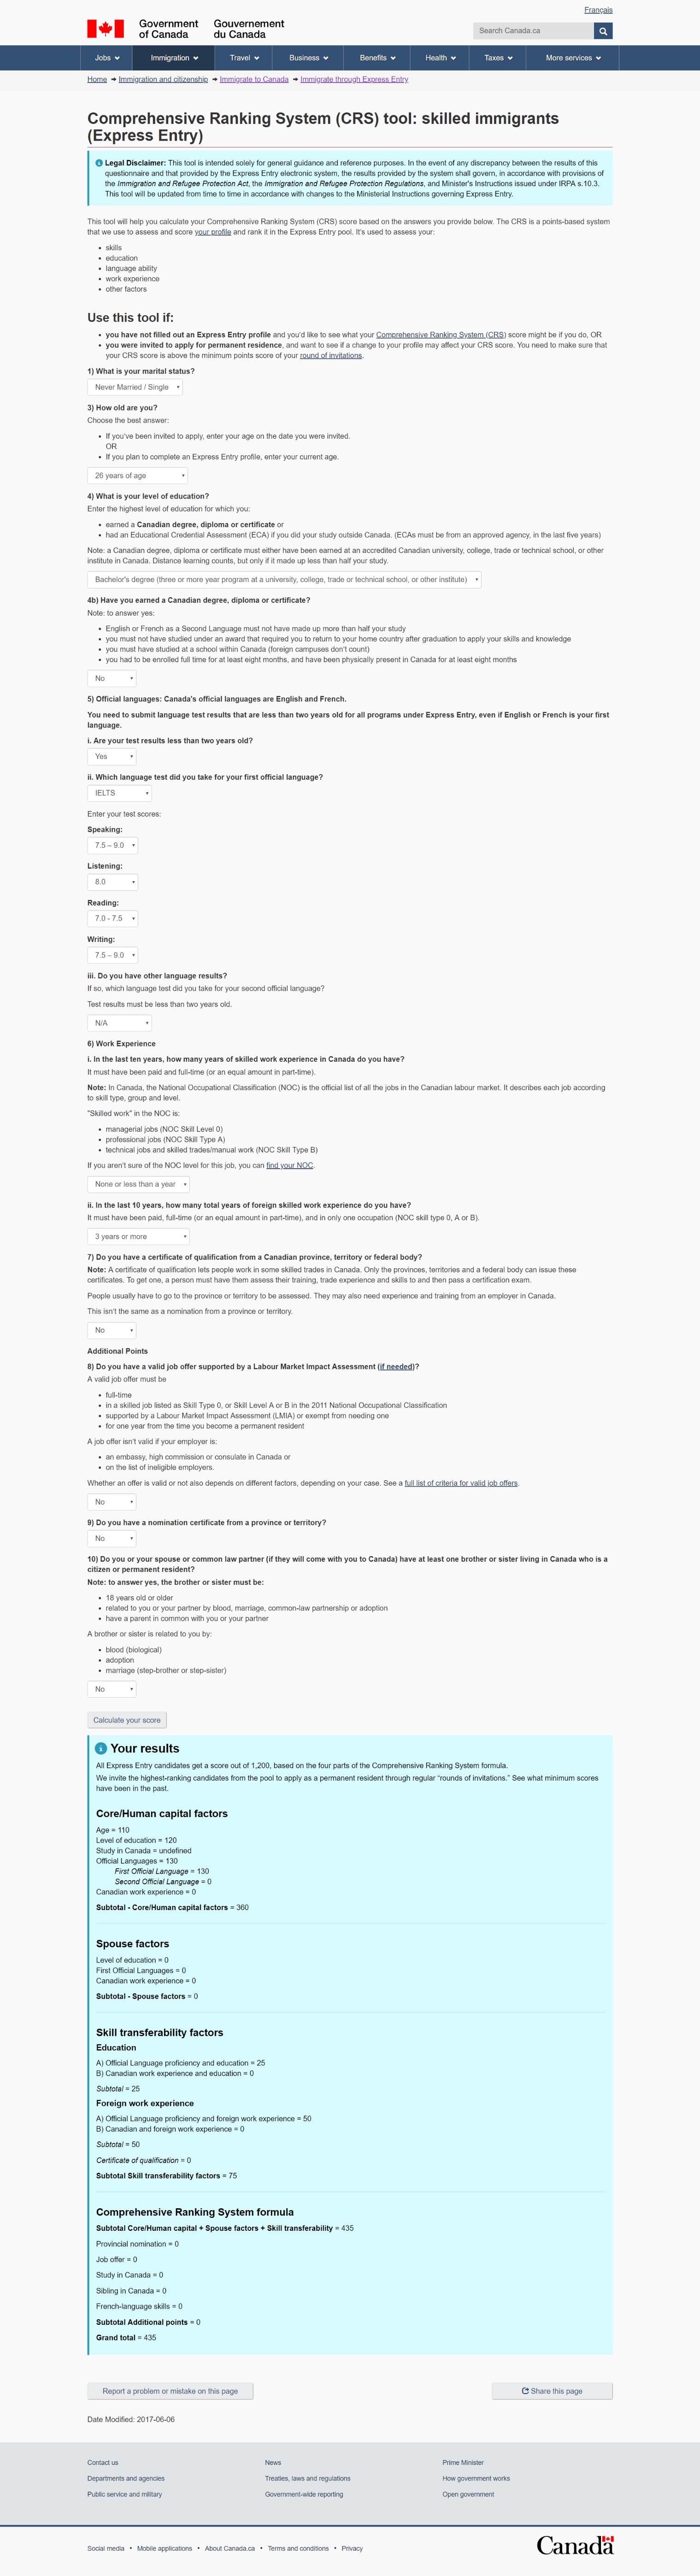 Français
Government of Canada
Gouvernement du Canada
Search Canada.ca
Jobs
Immigration
Travel
Business
Benefits
Health
Taxes
More services
Home ➔ Immigration and citizenship ➔ Immigrate to Canada ➔ Immigrate through Express Entry
Comprehensive Ranking System (CRS) tool: skilled immigrants
(Express Entry)
Legal Disclaimer: This tool is intended solely for general guidance and reference purposes. In the event of any discrepancy between the results of this
questionnaire and that provided by the Express Entry electronic system, the results provided by the system shall govern, in accordance with provisions of
the Immigration and Refugee Protection Act, the Immigration and Refugee Protection Regulations, and Minister's Instructions issued under IRPA s.10.3.
This tool will be updated from time to time in accordance with changes to the Ministerial Instructions governing Express Entry.
This tool will help you calculate your Comprehensive Ranking System (CRS) score based on the answers you provide below. The CRS is a points-based system
that we use to assess and score your profile and rank it in the Express Entry pool. It's used to assess your:
• skills
• education
• language ability
• work experience
• other factors
Use this tool if:
• you have not filled out an Express Entry profile and you'd like to see what your Comprehensive Ranking System (CRS) score might be if you do, OR
• you were invited to apply for permanent residence, and want to see if a change to your profile may affect your CRS score. You need to make sure that
your CRS score is above the minimum points score of your round of invitations.
1) What is your marital status?
Never Married / Single
3) How old are you?
Choose the best answer:
• If you've been invited to apply, enter your age on the date you were invited.
OR
• If you plan to complete an Express Entry profile, enter your current age.
26 years of age
4) What is your level of education?
Enter the highest level of education for which you:
• earned a Canadian degree, diploma or certificate or
• had an Educational Credential Assessment (ECA) if you did your study outside Canada. (ECAs must be from an approved agency, in the last five years)
Note: a Canadian degree, diploma or certificate must either have been earned at an accredited Canadian university, college, trade or technical school, or other
institute in Canada. Distance learning counts, but only if it made up less than half your study.
Bachelor's degree (three or more year program at a university, college, trade or technical school, or other institute)
4b) Have you earned a Canadian degree, diploma or certificate?
Note: to answer yes:
• English or French as a Second Language must not have made up more than half your study
• you must not have studied under an award that required you to return to your home country after graduation to apply your skills and knowledge
• you must have studied at a school within Canada (foreign campuses don't count)
• you had to be enrolled full time for at least eight months, and have been physically present in Canada for at least eight months
No
5) Official languages: Canada's official languages are English and French.
You need to submit language test results that are less than two years old for all programs under Express Entry, even if English or French is your first
language.
i. Are your test results less than two years old?
Yes
ii. Which language test did you take for your first official language?
IELTS
Enter your test scores:
Speaking:
7.5 – 9.0
Listening:
8.0
Reading:
7.0 - 7.5
Writing:
7.5 – 9.0
iii. Do you have other language results?
If so, which language test did you take for your second official language?
Test results must be less than two years old.
N/A
6) Work Experience
i. In the last ten years, how many years of skilled work experience in Canada do you have?
It must have been paid and full-time (or an equal amount in part-time).
Note: In Canada, the National Occupational Classification (NOC) is the official list of all the jobs in the Canadian labour market. It describes each job according
to skill type, group and level.
"Skilled work" in the NOC is:
• managerial jobs (NOC Skill Level 0)
• professional jobs (NOC Skill Type A)
• technical jobs and skilled trades/manual work (NOC Skill Type B)
If you aren't sure of the NOC level for this job, you can find your NOC.
None or less than a year
ii. In the last 10 years, how many total years of foreign skilled work experience do you have?
It must have been paid, full-time (or an equal amount in part-time), and in only one occupation (NOC skill type 0, A or B).
3 years or more
7) Do you have a certificate of qualification from a Canadian province, territory or federal body?
Note: A certificate of qualification lets people work in some skilled trades in Canada. Only the provinces, territories and a federal body can issue these
certificates. To get one, a person must have them assess their training, trade experience and skills to and then pass a certification exam.
People usually have to go to the province or territory to be assessed. They may also need experience and training from an employer in Canada.
This isn't the same as a nomination from a province or territory.
No
Additional Points
8) Do you have a valid job offer supported by a Labour Market Impact Assessment (if needed)?
A valid job offer must be
• full-time
• in a skilled job listed as Skill Type 0, or Skill Level A or B in the 2011 National Occupational Classification
• supported by a Labour Market Impact Assessment (LMIA) or exempt from needing one
• for one year from the time you become a permanent resident
A job offer isn't valid if your employer is:
• an embassy, high commission or consulate in Canada or
• on the list of ineligible employers.
Whether an offer is valid or not also depends on different factors, depending on your case. See a full list of criteria for valid job offers.
No
9) Do you have a nomination certificate from a province or territory?
No
10) Do you or your spouse or common law partner (if they will come with you to Canada) have at least one brother or sister living in Canada who is a
citizen or permanent resident?
Note: to answer yes, the brother or sister must be:
• 18 years old or older
• related to you or your partner by blood, marriage, common-law partnership or adoption
• have a parent in common with you or your partner
A brother or sister is related to you by:
• blood (biological)
• adoption
• marriage (step-brother or step-sister)
No
Calculate your score
Your results
All Express Entry candidates get a score out of 1,200, based on the four parts of the Comprehensive Ranking System formula.
We invite the highest-ranking candidates from the pool to apply as a permanent resident through regular “rounds of invitations.” See what minimum scores
have been in the past.
Core/Human capital factors
Age = 110
Level of education = 120
Study in Canada = undefined
Official Languages = 130
First Official Language = 130
Second Official Language = 0
Canadian work experience = 0
Subtotal - Core/Human capital factors = 360
Spouse factors
Level of education = 0
First Official Languages = 0
Canadian work experience = 0
Subtotal - Spouse factors = 0
Skill transferability factors
Education
A) Official Language proficiency and education = 25
B) Canadian work experience and education = 0
Subtotal = 25
Foreign work experience
A) Official Language proficiency and foreign work experience = 50
B) Canadian and foreign work experience = 0
Subtotal = 50
Certificate of qualification = 0
Subtotal Skill transferability factors = 75
Comprehensive Ranking System formula
Subtotal Core/Human capital + Spouse factors + Skill transferability = 435
Provincial nomination = 0
Job offer = 0
Study in Canada = 0
Sibling in Canada = 0
French-language skills = 0
Subtotal Additional points = 0
Grand total = 435
Report a problem or mistake on this page
Share this page
Date Modified: 2017-06-06
Contact us
News
Prime Minister
Departments and agencies
Treaties, laws and regulations
How government works
Public service and military
Government-wide reporting
Open government
Social media • Mobile applications • About Canada.ca • Terms and conditions • Privacy
Canada